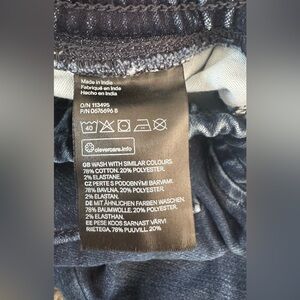 Made in India
Fabriqué en Inde
Hecho en India
O/N 113495
P/N 0676696 B
40
clevercare.info
GB WASH WITH SIMILAR COLOURS.
78% COTTON. 20% POLYESTER.
2% ELASTANE.
CZ PERTE S PODOBNÝMI BARVAMI.
78% BAVLNA, 20% POLYESTER.
2% ELASTAN.
DE MIT ÄHNLICHEN FARBEN WASCHEN.
78% BAUMWOLLE. 20% POLYESTER.
2% ELASTHAN.
EE PESE KOOS SARNAST VÄRVI
RIIETEGA, 78% PUUVILL. 20%